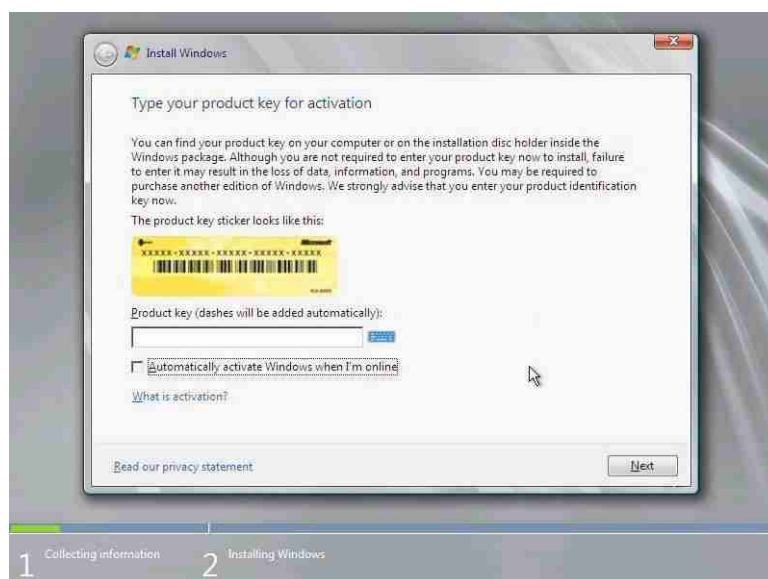 Install Windows
Type your product key for activation
You can find your product key on your computer or on the installation disc holder inside the
Windows package. Although you are not required to enter your product key now to install, failure
to enter it may result in the loss of data, information, and programs. You may be required to
purchase another edition of Windows. We strongly advise that you enter your product identification
key now.
The product key sticker looks like this:
Microsoft
XXXXX-XXXXX-XXXXX-XXXXX-XXXXX
Product key (dashes will be added automatically):
Automatically activate Windows when I'm online
What is activation?
Read our privacy statement
Next
1 Collecting information
2 Installing Windows